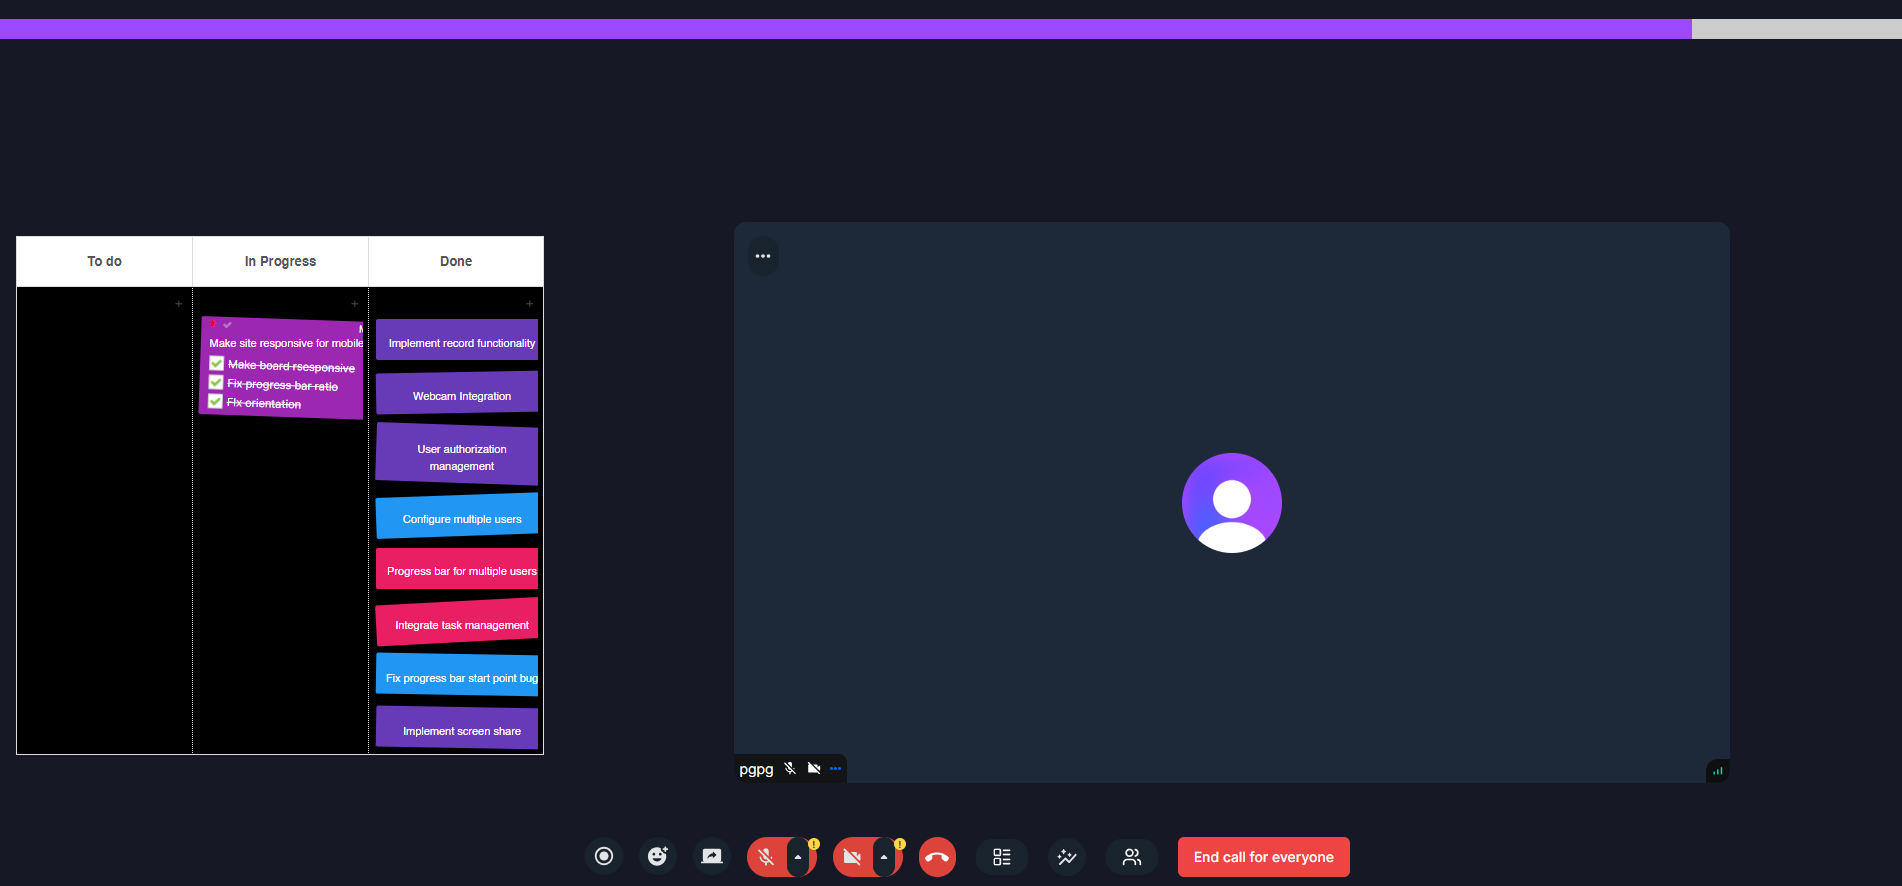 To do
In Progress
Done
Make site responsive for mobile
Make board rsesponsive
Fix progress bar ratio
FIx orientation
Implement record functionality
Webcam Integration
User authorization
management
Configure multiple users
Progress bar for multiple users
Integrate task management
Fix progress bar start point bug
Implement screen share
pgpg
End call for everyone